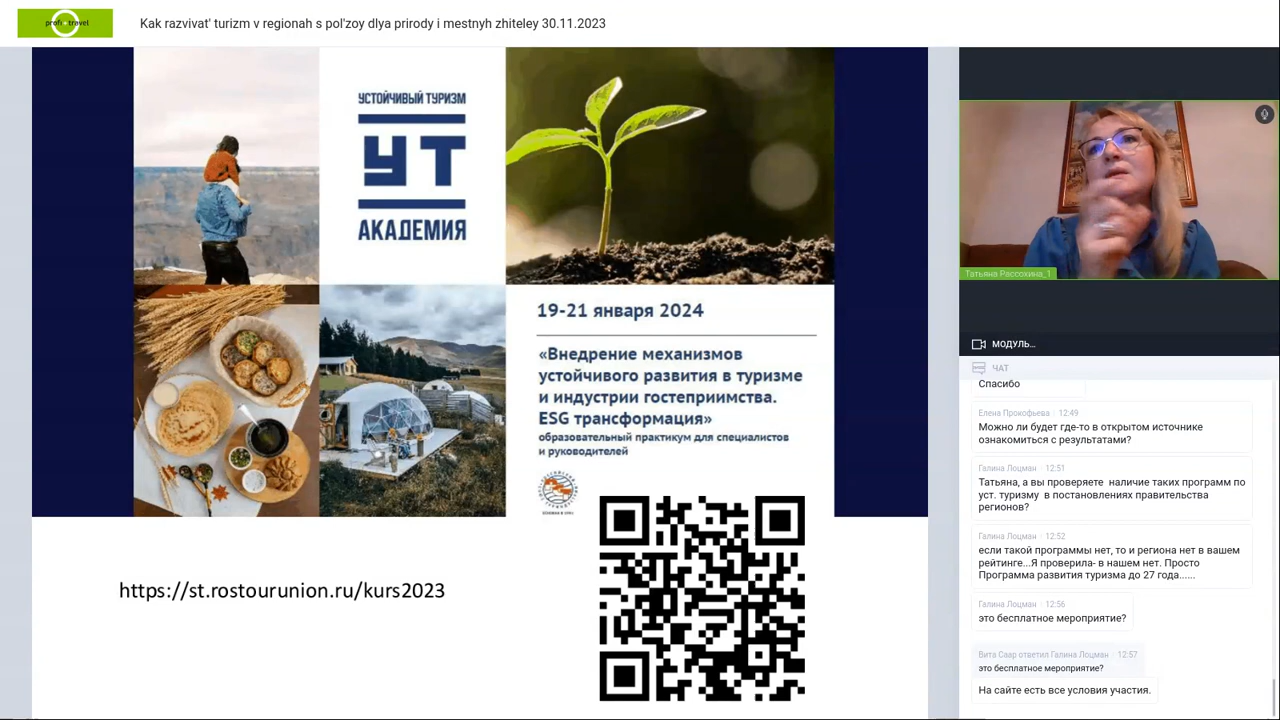 profi travel
Kak razvivat' turizm v regionah s pol'zoy dlya prirody i mestnyh zhiteley 30.11.2023
УСТОЙЧИВЫЙ ТУРИЗМ
УТ
АКАДЕМИЯ
19-21 января 2024
«Внедрение механизмов
устойчивого развития в туризме
и индустрии гостеприимства.
ESG трансформация»
образовательный практикум для специалистов
и руководителей
https://st.rostourunion.ru/kurs2023
Татьяна Рассохина_1
МОДУЛЬ...
ЧАТ
Спасибо
Елена Прокофьева · 12:49
Можно ли будет где-то в открытом источнике
ознакомиться с результатами?
Галина Лоцман · 12:51
Татьяна, а вы проверяете наличие таких программ по
уст. туризму в постановлениях правительства
регионов?
Галина Лоцман · 12:52
если такой программы нет, то и региона нет в вашем
рейтинге...Я проверила- в нашем нет. Просто
Программа развития туризма до 27 года......
Галина Лоцман · 12:56
это бесплатное мероприятие?
Вита Саар ответил Галина Лоцман · 12:57
это бесплатное мероприятие?
На сайте есть все условия участия.